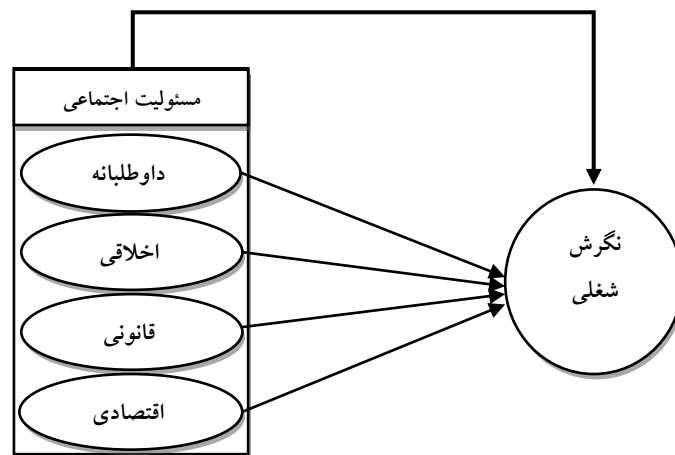 مسئولیت اجتماعی
داوطلبانه
اخلاقی
قانونی
اقتصادی
نگرش
شغلی